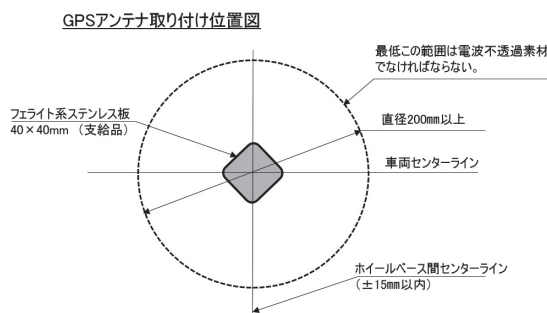 GPSアンテナ取り付け位置図
最低この範囲は電波不透過素材
でなければならない。
フェライト系ステンレス板
40×40mm （支給品）
直径200mm以上
車両センターライン
ホイールベース間センターライン
（±15mm以内）